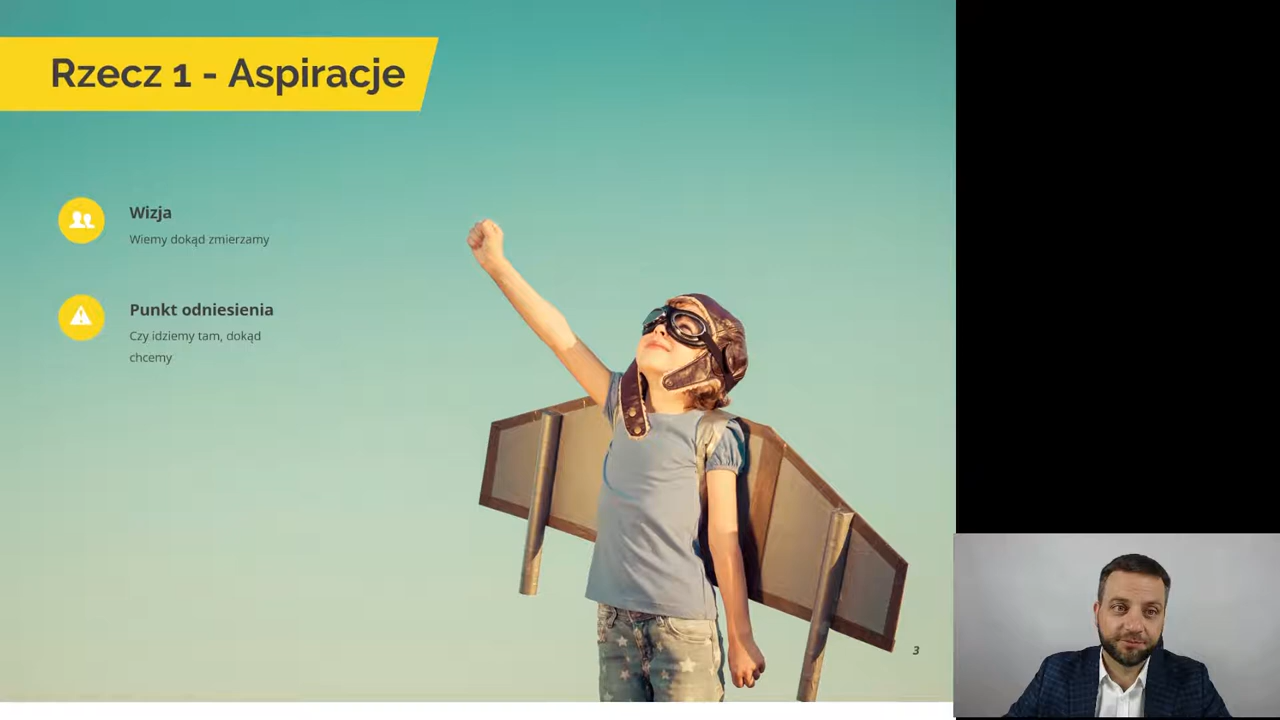 Rzecz 1 - Aspiracje
Wizja
Wiemy dokąd zmierzamy
Punkt odniesienia
Czy idziemy tam, dokąd
chcemy
3